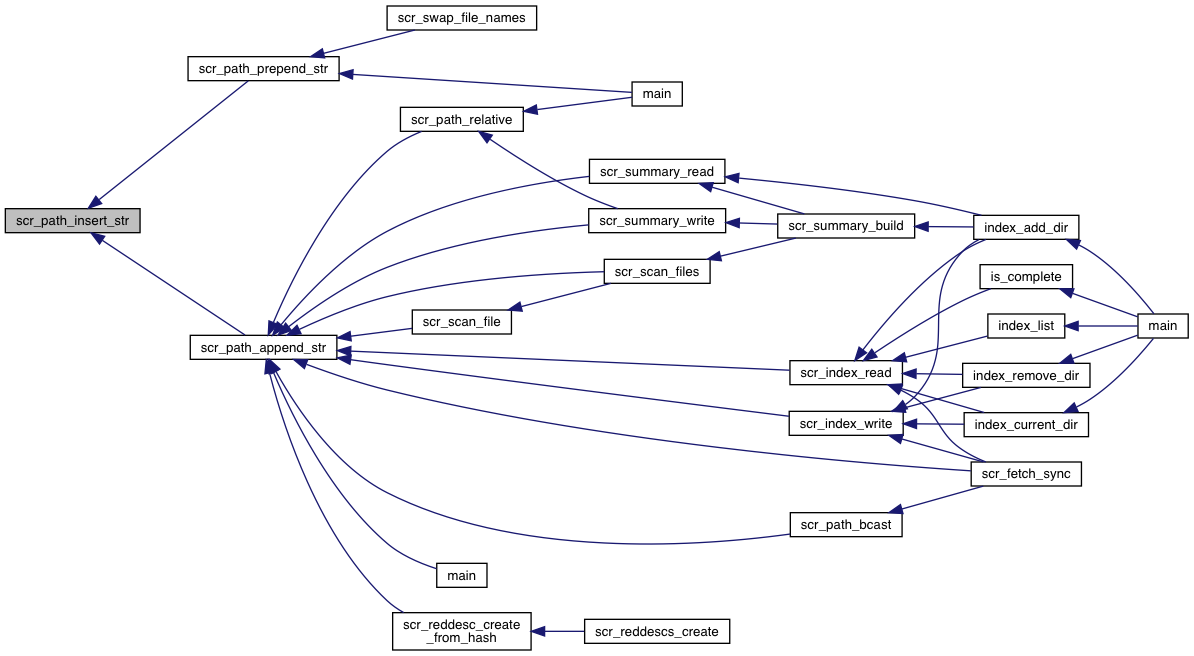 scr_swap_file_names
scr_path_prepend_str
main
scr_path_relative
scr_summary_read
scr_path_insert_str
scr_summary_write
scr_summary_build
index_add_dir
scr_scan_files
is_complete
scr_scan_file
index_list
main
scr_path_append_str
scr_index_read
index_remove_dir
scr_index_write
index_current_dir
scr_fetch_sync
scr_path_bcast
main
scr_reddesc_create
_from_hash
scr_reddescs_create